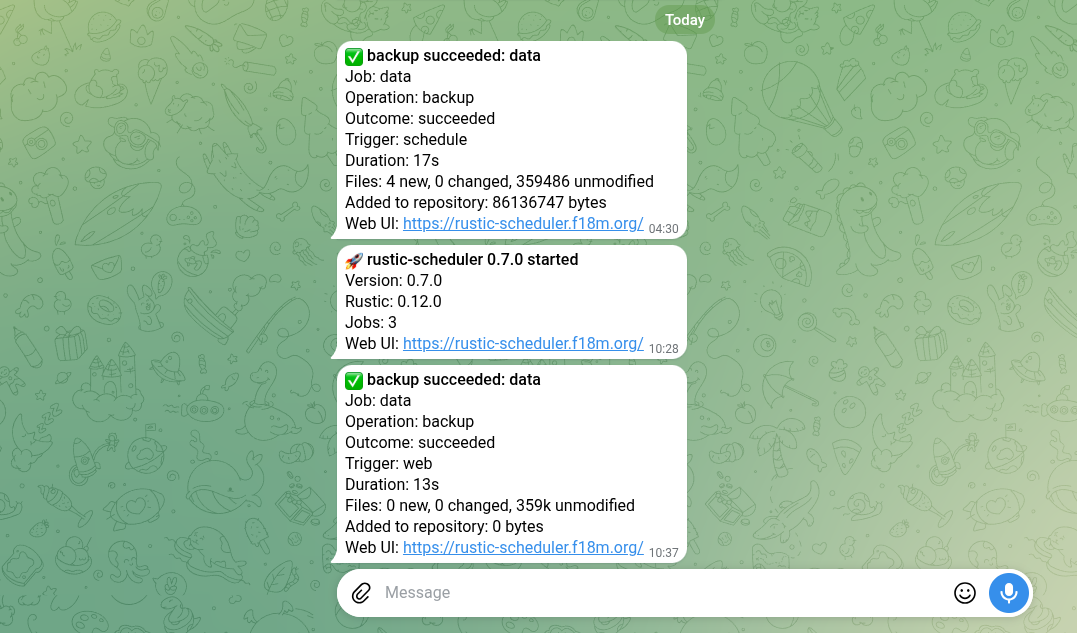 Today
✅ backup succeeded: data
Job: data
Operation: backup
Outcome: succeeded
Trigger: schedule
Duration: 17s
Files: 4 new, 0 changed, 359486 unmodified
Added to repository: 86136747 bytes
Web UI: https://rustic-scheduler.f18m.org/ 04:30
🚀 rustic-scheduler 0.7.0 started
Version: 0.7.0
Rustic: 0.12.0
Jobs: 3
Web UI: https://rustic-scheduler.f18m.org/ 10:28
✅ backup succeeded: data
Job: data
Operation: backup
Outcome: succeeded
Trigger: web
Duration: 13s
Files: 0 new, 0 changed, 359k unmodified
Added to repository: 0 bytes
Web UI: https://rustic-scheduler.f18m.org/ 10:37
Message